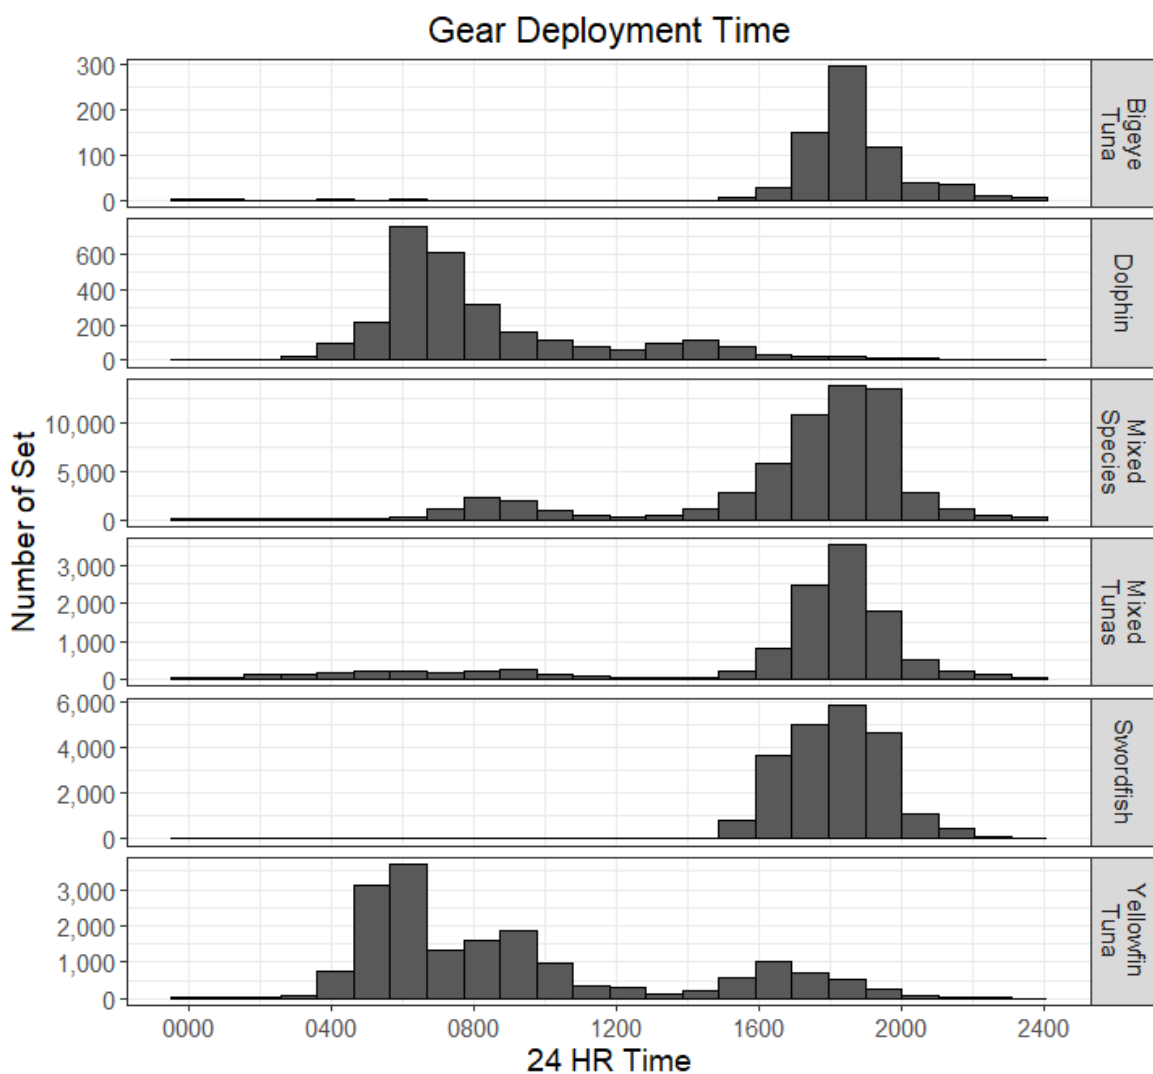 Gear Deployment Time
300
200
100
0
Bigeye
Tuna
600
400
200
0
Dolphin
10,000
5,000
0
Mixed
Species
3,000
2,000
1,000
0
Mixed
Tunas
6,000
4,000
2,000
0
Swordfish
3,000
2,000
1,000
0
Yellowfin
Tuna
Number of Set
0000 0400 0800 1200 1600 2000 2400
24 HR Time